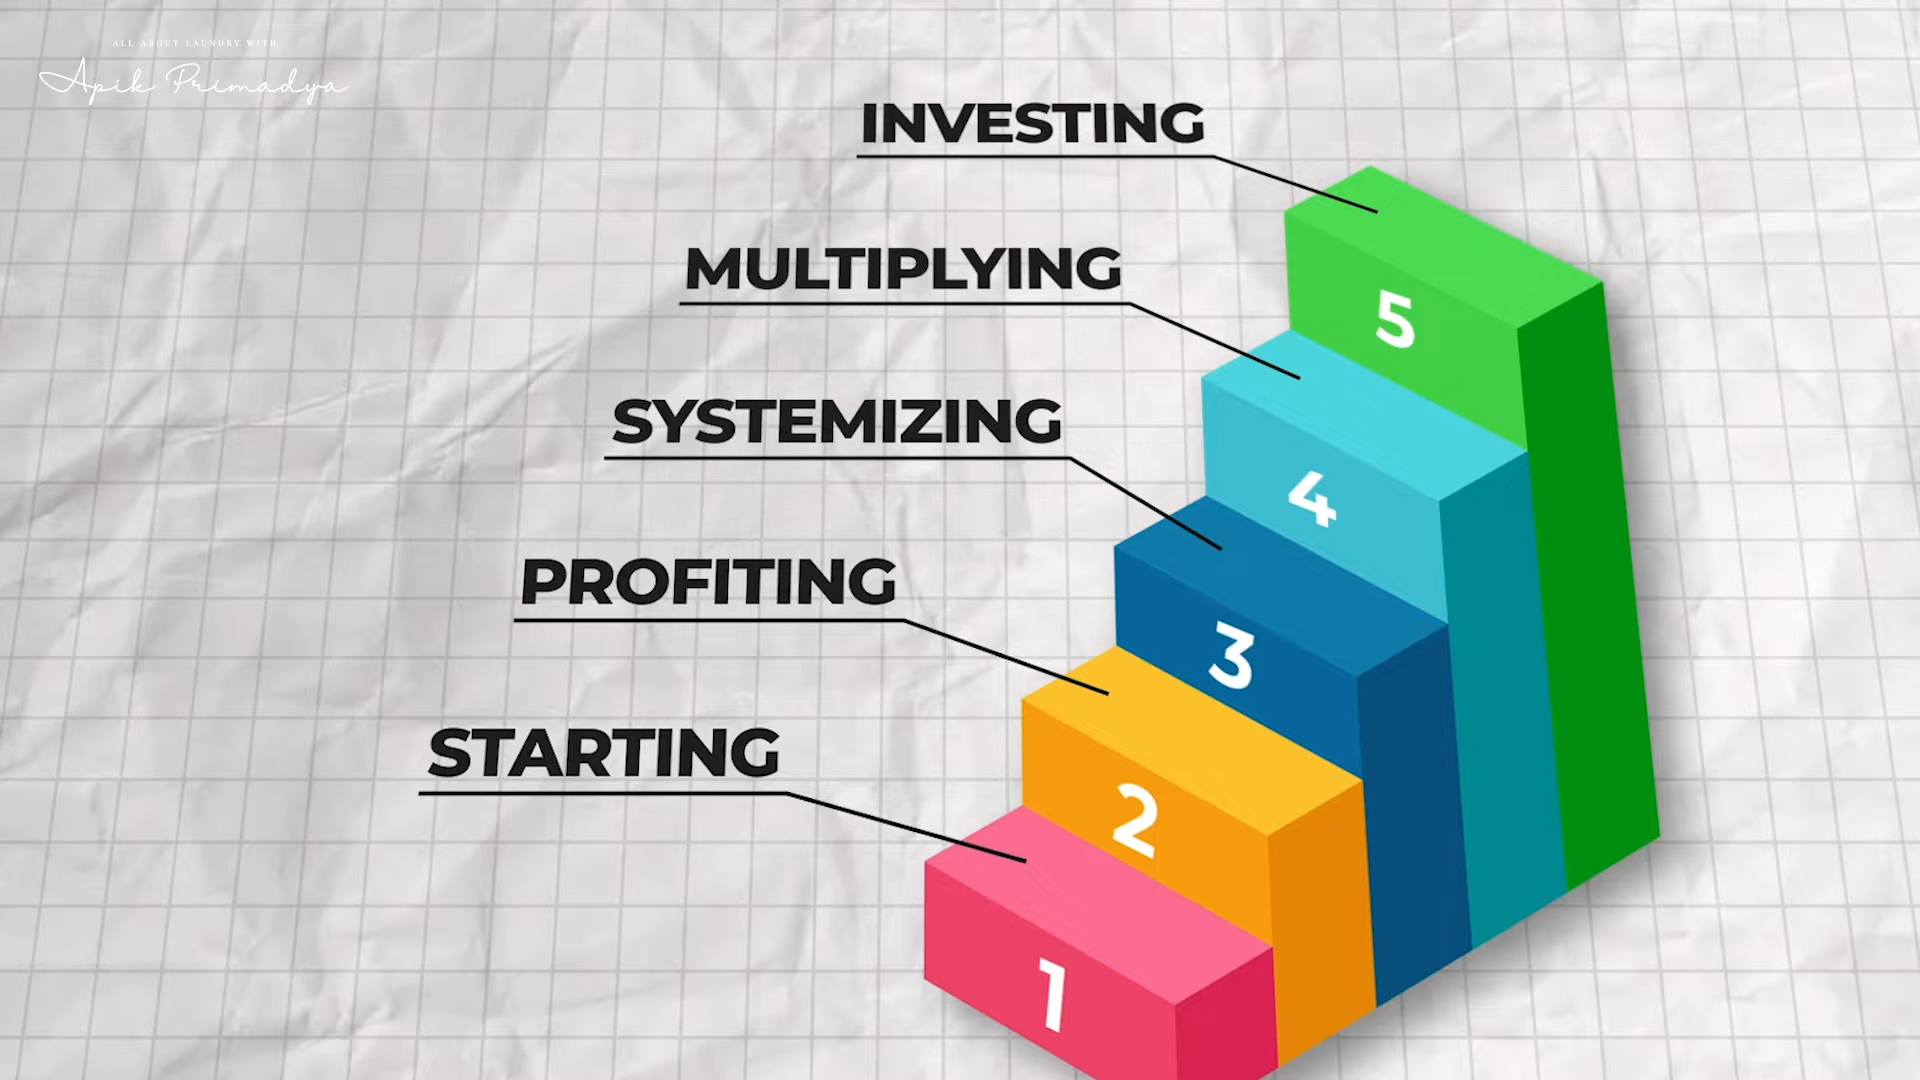 ALL ABOUT LAUNDRY WITH
Apik Primadya
INVESTING
MULTIPLYING
SYSTEMIZING
PROFITING
STARTING
5
4
3
2
1